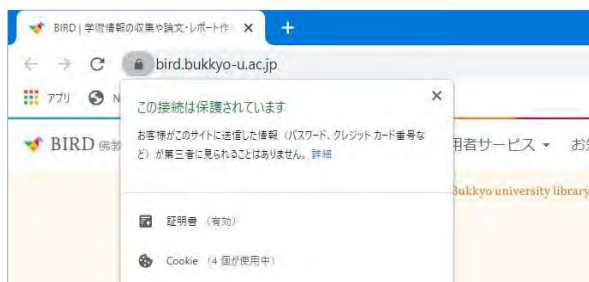 BIRD | 学術情報の収集や論文・レポート作
bird.bukkyo-u.ac.jp
アプリ N
この接続は保護されています
お客様がこのサイトに送信した情報（パスワード、クレジット カード番号な
ど）が第三者に見られることはありません。詳細
BIRD 佛教
用者サービス
お知
Bukkyo university library
証明書（有効）
Cookie（4 個が使用中）